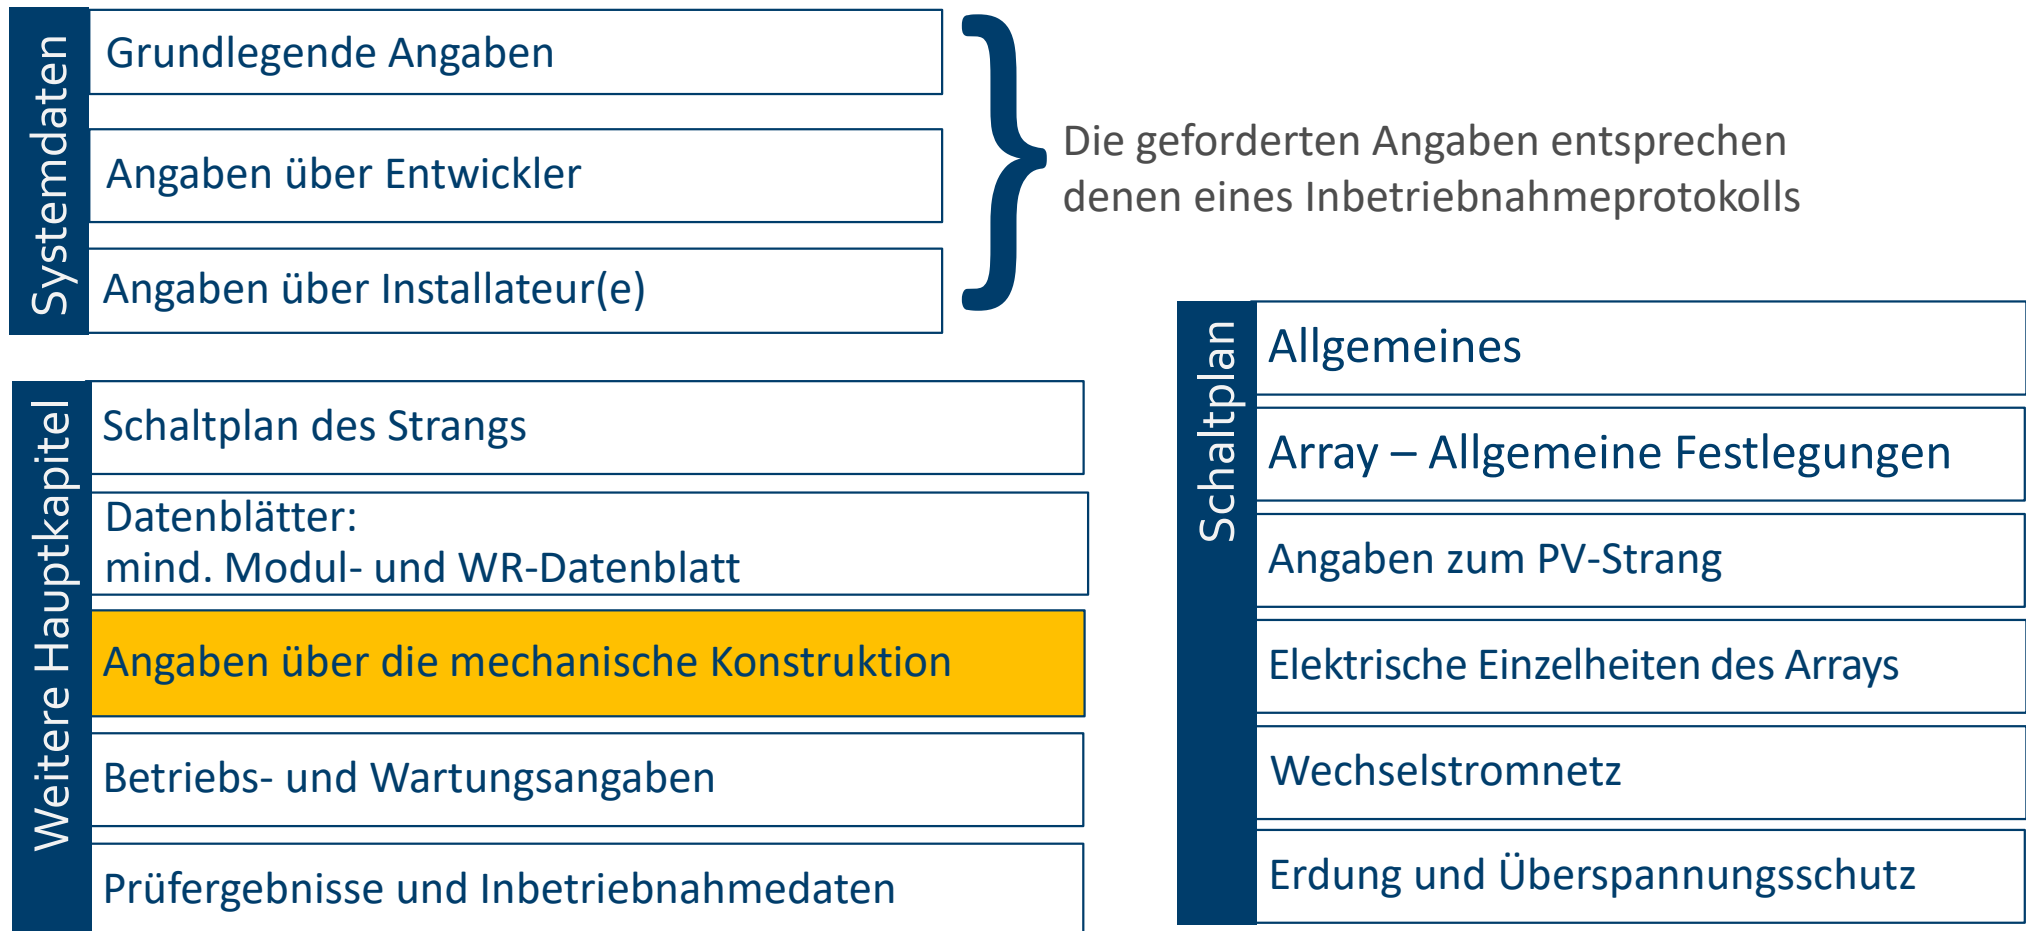 Systemdaten
Grundlegende Angaben
Angaben über Entwickler
Angaben über Installateur(e)
Die geforderten Angaben entsprechen
denen eines Inbetriebnahmeprotokolls
Weitere Hauptkapitel
Schaltplan des Strangs
Datenblätter:
mind. Modul- und WR-Datenblatt
Angaben über die mechanische Konstruktion
Betriebs- und Wartungsangaben
Prüfergebnisse und Inbetriebnahmedaten
Schaltplan
Allgemeines
Array – Allgemeine Festlegungen
Angaben zum PV-Strang
Elektrische Einzelheiten des Arrays
Wechselstromnetz
Erdung und Überspannungsschutz